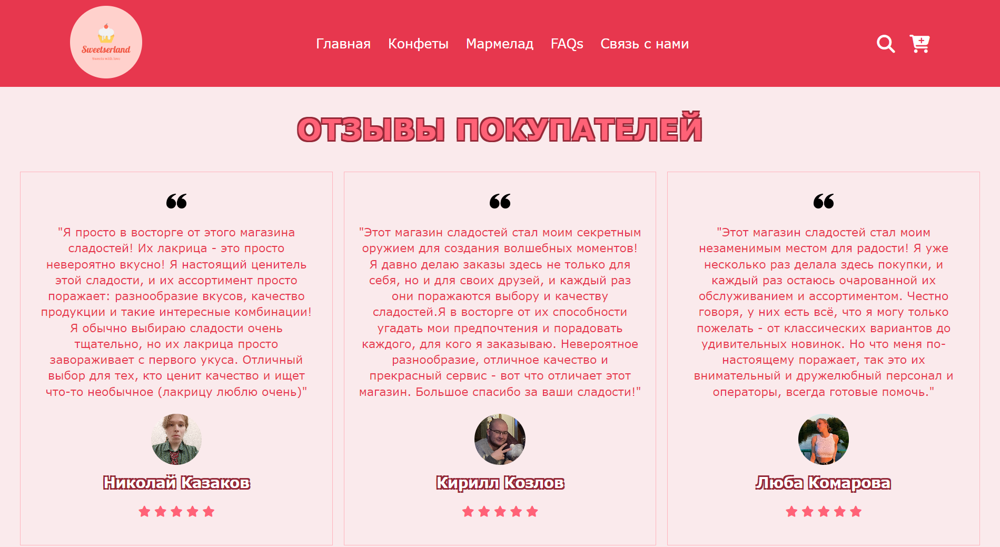 Sweetserland
Sweets with love
Главная Конфеты Мармелад FAQs Связь с нами
ОТЗЫВЫ ПОКУПАТЕЛЕЙ
"Я просто в восторге от этого магазина
сладостей! Их лакрица - это просто
невероятно вкусно! Я настоящий ценитель
этой сладости, и их ассортимент просто
поражает: разнообразие вкусов, качество
продукции и такие интересные комбинации!
Я обычно выбираю сладости очень
тщательно, но их лакрица просто
завораживает с первого укуса. Отличный
выбор для тех, кто ценит качество и ищет
что-то необычное (лакрицу люблю очень)"
Николай Казаков
"Этот магазин сладостей стал моим секретным
оружием для создания волшебных моментов!
Я давно делаю заказы здесь не только для
себя, но и для своих друзей, и каждый раз
они поражаются выбору и качеству
сладостей.Я в восторге от их способности
угадать мои предпочтения и порадовать
каждого, для кого я заказываю. Невероятное
разнообразие, отличное качество и
прекрасный сервис - вот что отличает этот
магазин. Большое спасибо за ваши сладости!"
Кирилл Козлов
"Этот магазин сладостей стал моим
незаменимым местом для радости! Я уже
несколько раз делала здесь покупки, и
каждый раз остаюсь очарованной их
обслуживанием и ассортиментом. Честно
говоря, у них есть всё, что я могу только
пожелать - от классических вариантов до
удивительных новинок. Но что меня по-
настоящему поражает, так это их
внимательный и дружелюбный персонал и
операторы, всегда готовые помочь."
Люба Комарова